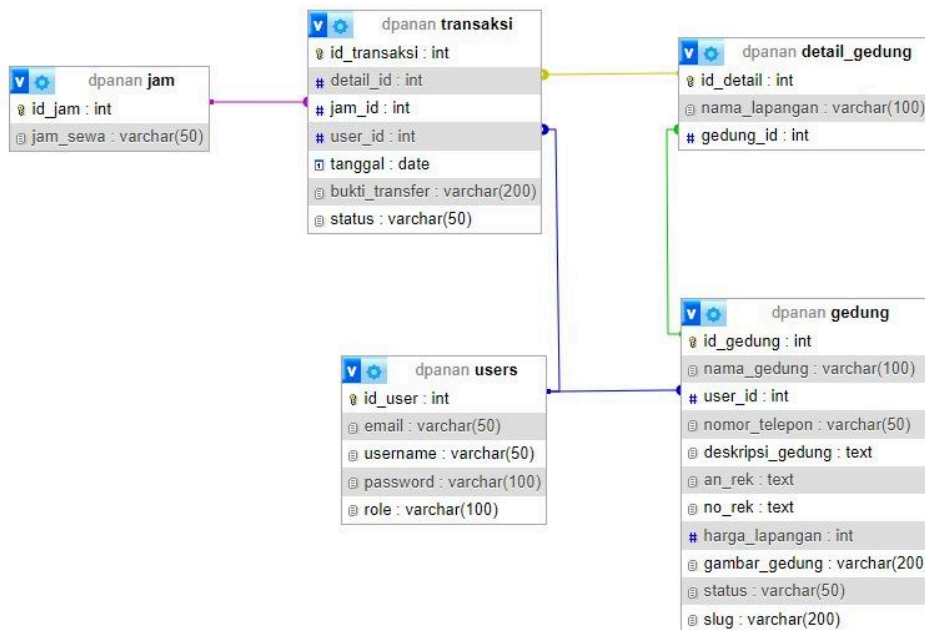 dpanan transaksi
id_transaksi : int
detail_id : int
jam_id : int
user_id : int
tanggal : date
bukti_transfer : varchar(200)
status : varchar(50)
dpanan jam
id_jam : int
jam_sewa : varchar(50)
dpanan detail_gedung
id_detail : int
nama_lapangan : varchar(100)
gedung_id : int
dpanan users
id_user : int
email : varchar(50)
username : varchar(50)
password : varchar(100)
role : varchar(100)
dpanan gedung
id_gedung : int
nama_gedung : varchar(100)
user_id : int
nomor_telepon : varchar(50)
deskripsi_gedung : text
an_rek : text
no_rek : text
harga_lapangan : int
gambar_gedung : varchar(200
status : varchar(50)
slug : varchar(200)